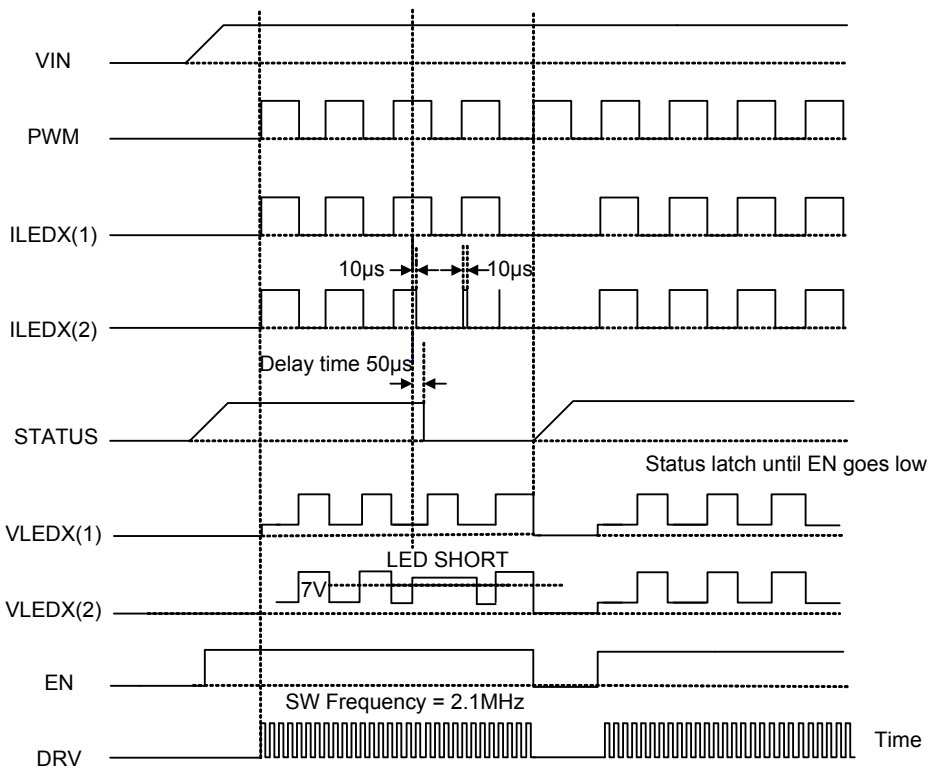 VIN
PWM
ILEDX(1)
10µs
10µs
ILEDX(2)
Delay time 50µs
STATUS
Status latch until EN goes low
VLEDX(1)
LED SHORT
7V
VLEDX(2)
EN
SW Frequency = 2.1MHz
DRV
Time